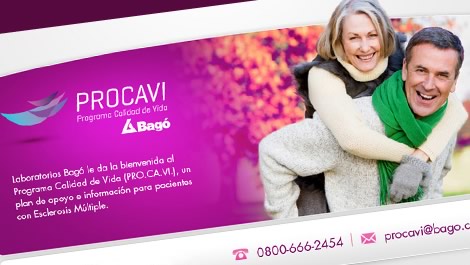 PROCAVI
Programa Calidad de Vida
Bagó
Laboratorios Bagó le da la bienvenida al
Programa Calidad de Vida (PRO.CA.VI.), un
plan de apoyo e información para pacientes
con Esclerosis Múltiple.
0800-666-2454 | procavi@bago.c